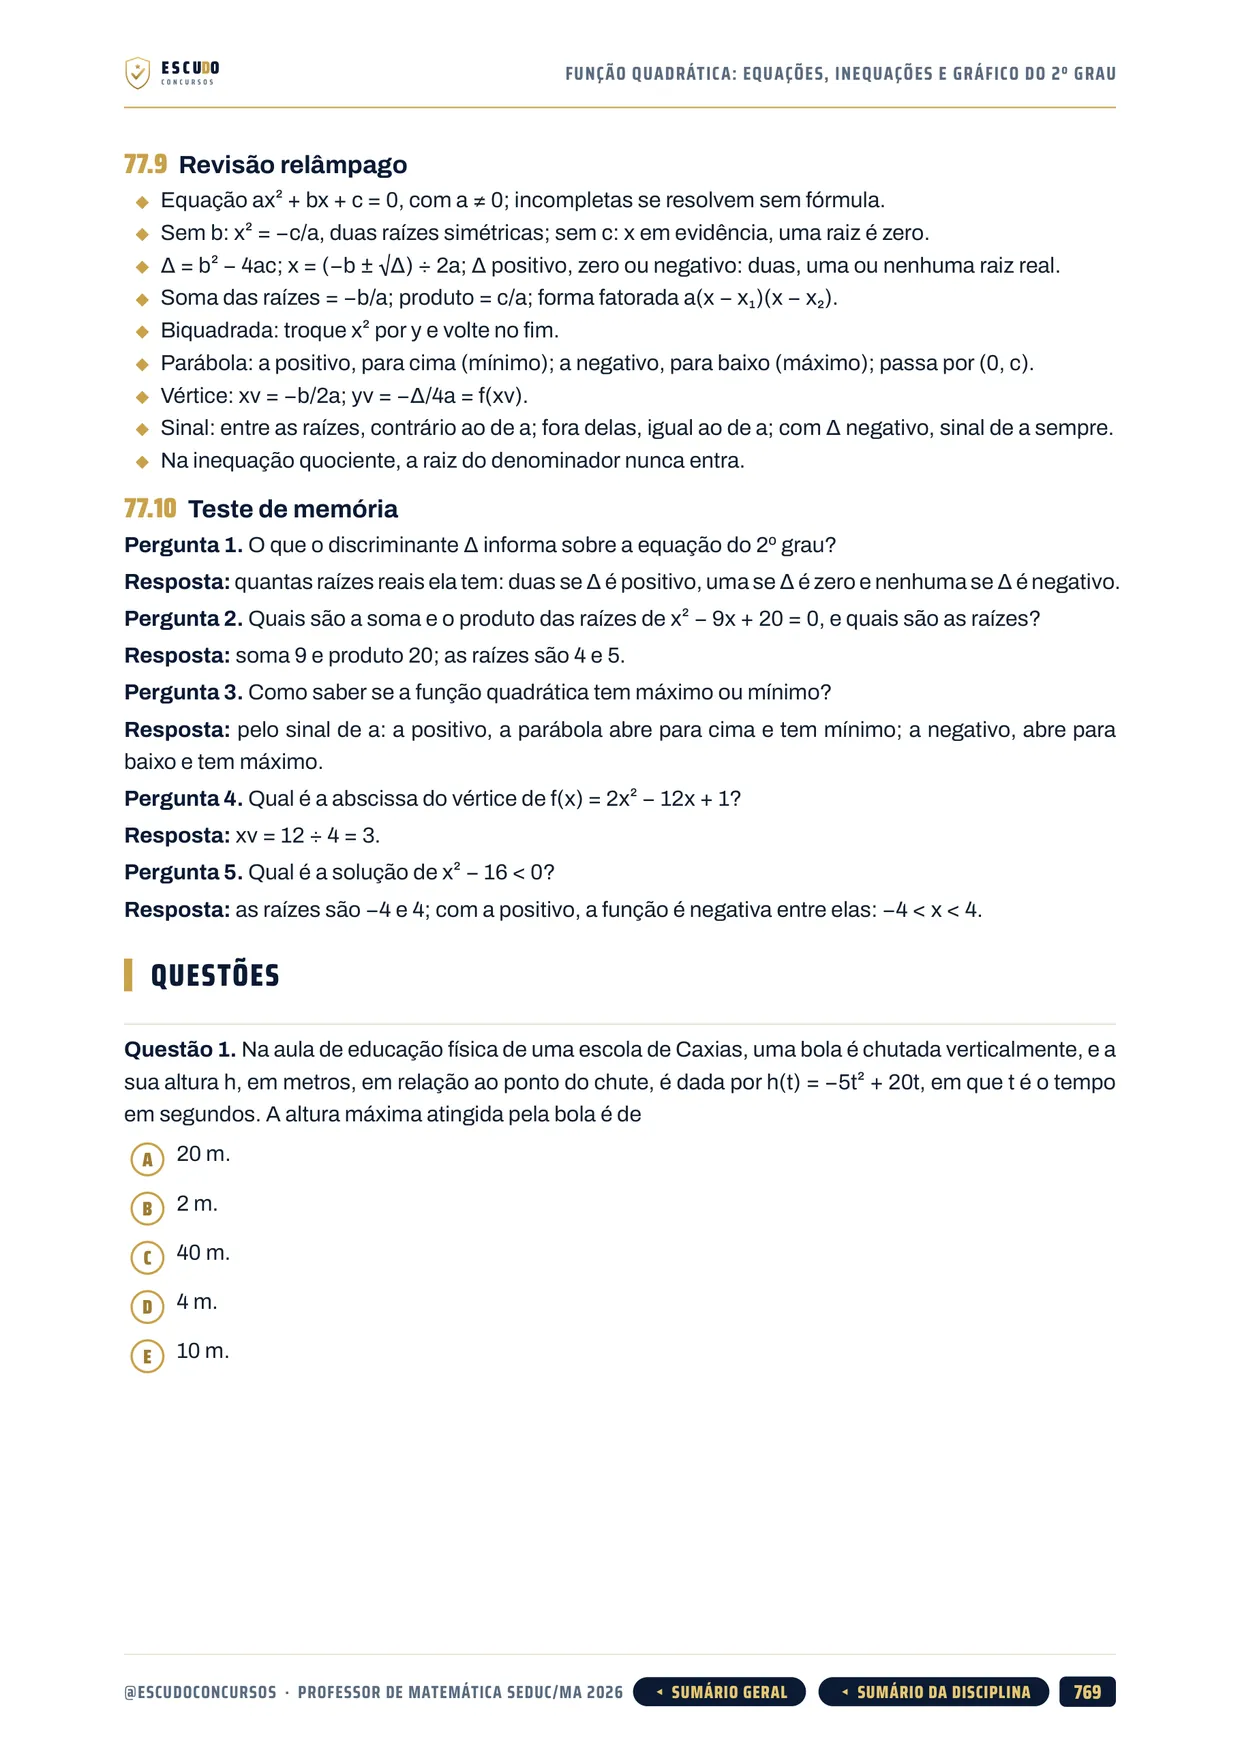 ESCUDO
CONCURSOS
FUNÇÃO QUADRÁTICA: EQUAÇÕES, INEQUAÇÕES E GRÁFICO DO 2º GRAU
77.9 Revisão relâmpago
◆ Equação ax² + bx + c = 0, com a ≠ 0; incompletas se resolvem sem fórmula.
◆ Sem b: x² = −c/a, duas raízes simétricas; sem c: x em evidência, uma raiz é zero.
◆ Δ = b² − 4ac; x = (−b ± √Δ) ÷ 2a; Δ positivo, zero ou negativo: duas, uma ou nenhuma raiz real.
◆ Soma das raízes = −b/a; produto = c/a; forma fatorada a(x − x₁)(x − x₂).
◆ Biquadrada: troque x² por y e volte no fim.
◆ Parábola: a positivo, para cima (mínimo); a negativo, para baixo (máximo); passa por (0, c).
◆ Vértice: xv = −b/2a; yv = −Δ/4a = f(xv).
◆ Sinal: entre as raízes, contrário ao de a; fora delas, igual ao de a; com Δ negativo, sinal de a sempre.
◆ Na inequação quociente, a raiz do denominador nunca entra.
77.10 Teste de memória
Pergunta 1. O que o discriminante Δ informa sobre a equação do 2º grau?
Resposta: quantas raízes reais ela tem: duas se Δ é positivo, uma se Δ é zero e nenhuma se Δ é negativo.
Pergunta 2. Quais são a soma e o produto das raízes de x² − 9x + 20 = 0, e quais são as raízes?
Resposta: soma 9 e produto 20; as raízes são 4 e 5.
Pergunta 3. Como saber se a função quadrática tem máximo ou mínimo?
Resposta: pelo sinal de a: a positivo, a parábola abre para cima e tem mínimo; a negativo, abre para
baixo e tem máximo.
Pergunta 4. Qual é a abscissa do vértice de f(x) = 2x² − 12x + 1?
Resposta: xv = 12 ÷ 4 = 3.
Pergunta 5. Qual é a solução de x² − 16 < 0?
Resposta: as raízes são −4 e 4; com a positivo, a função é negativa entre elas: −4 < x < 4.
QUESTÕES
Questão 1. Na aula de educação física de uma escola de Caxias, uma bola é chutada verticalmente, e a
sua altura h, em metros, em relação ao ponto do chute, é dada por h(t) = −5t² + 20t, em que t é o tempo
em segundos. A altura máxima atingida pela bola é de
A 20 m.
B 2 m.
C 40 m.
D 4 m.
E 10 m.
@ESCUDOCONCURSOS · PROFESSOR DE MATEMÁTICA SEDUC/MA 2026 ◂ SUMÁRIO GERAL ◂ SUMÁRIO DA DISCIPLINA 769